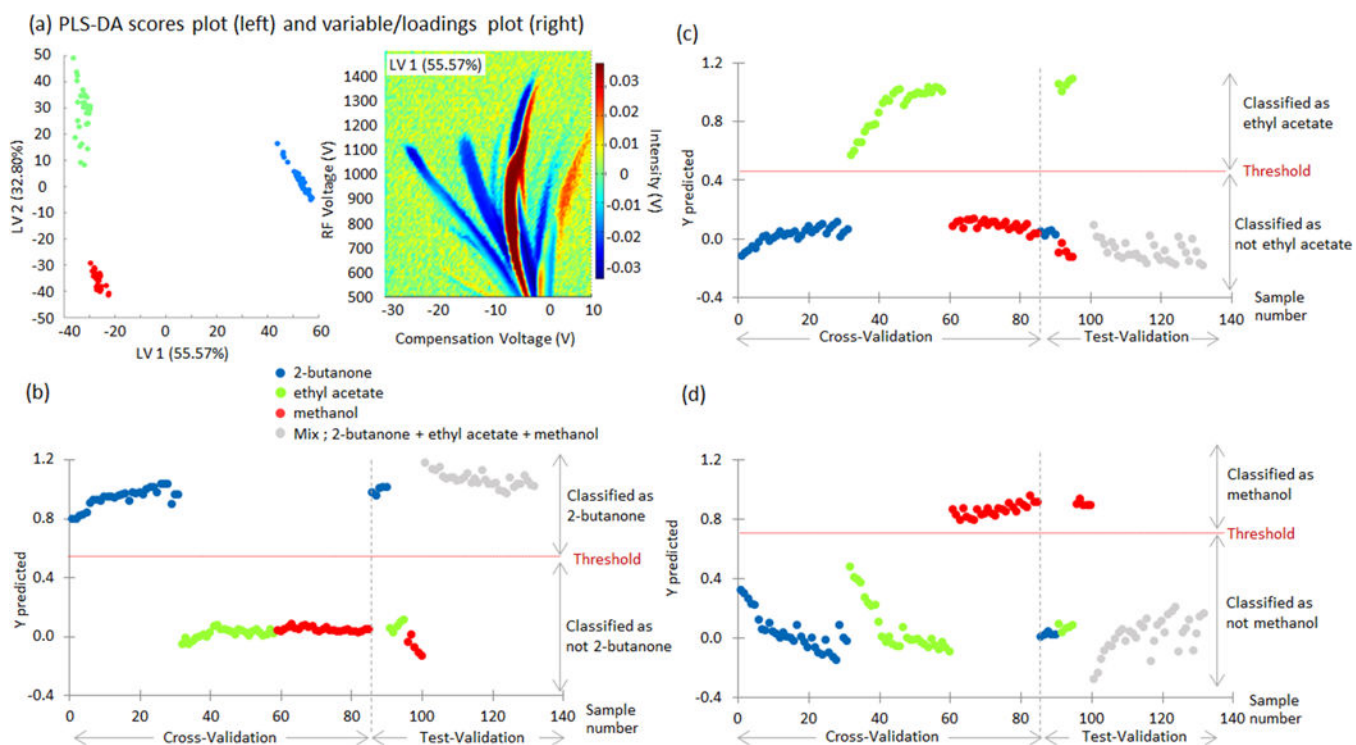 (a) PLS-DA scores plot (left) and variable/loadings plot (right)
50
40
30
20
10
0
-10
-20
-30
-40
-50
LV 2 (32.80%)
-40 -20 0 20 40 60
LV 1 (55.57%)
LV 1 (55.57%)
1400
1300
1200
1100
1000
900
800
700
600
500
RF Voltage (V)
-30 -20 -10 0 10
Compensation Voltage (V)
0.03
0.02
0.01
0
-0.01
-0.02
-0.03
Intensity (V)
2-butanone
ethyl acetate
methanol
Mix ; 2-butanone + ethyl acetate + methanol
(b)
1.2
0.8
0.4
0.0
-0.4
Y predicted
Classified as
2-butanone
Threshold
Classified as
not 2-butanone
Sample
number
0 20 40 60 80 100 120 140
Cross-Validation
Test-Validation
(c)
1.2
0.8
0.4
0.0
-0.4
Y predicted
Classified as
ethyl acetate
Threshold
Classified as
not ethyl acetate
Sample
number
0 20 40 60 80 100 120 140
Cross-Validation
Test-Validation
(d)
1.2
0.8
0.4
0.0
-0.4
Y predicted
Classified as
methanol
Threshold
Classified as
not methanol
Sample
number
0 20 40 60 80 100 120 140
Cross-Validation
Test-Validation